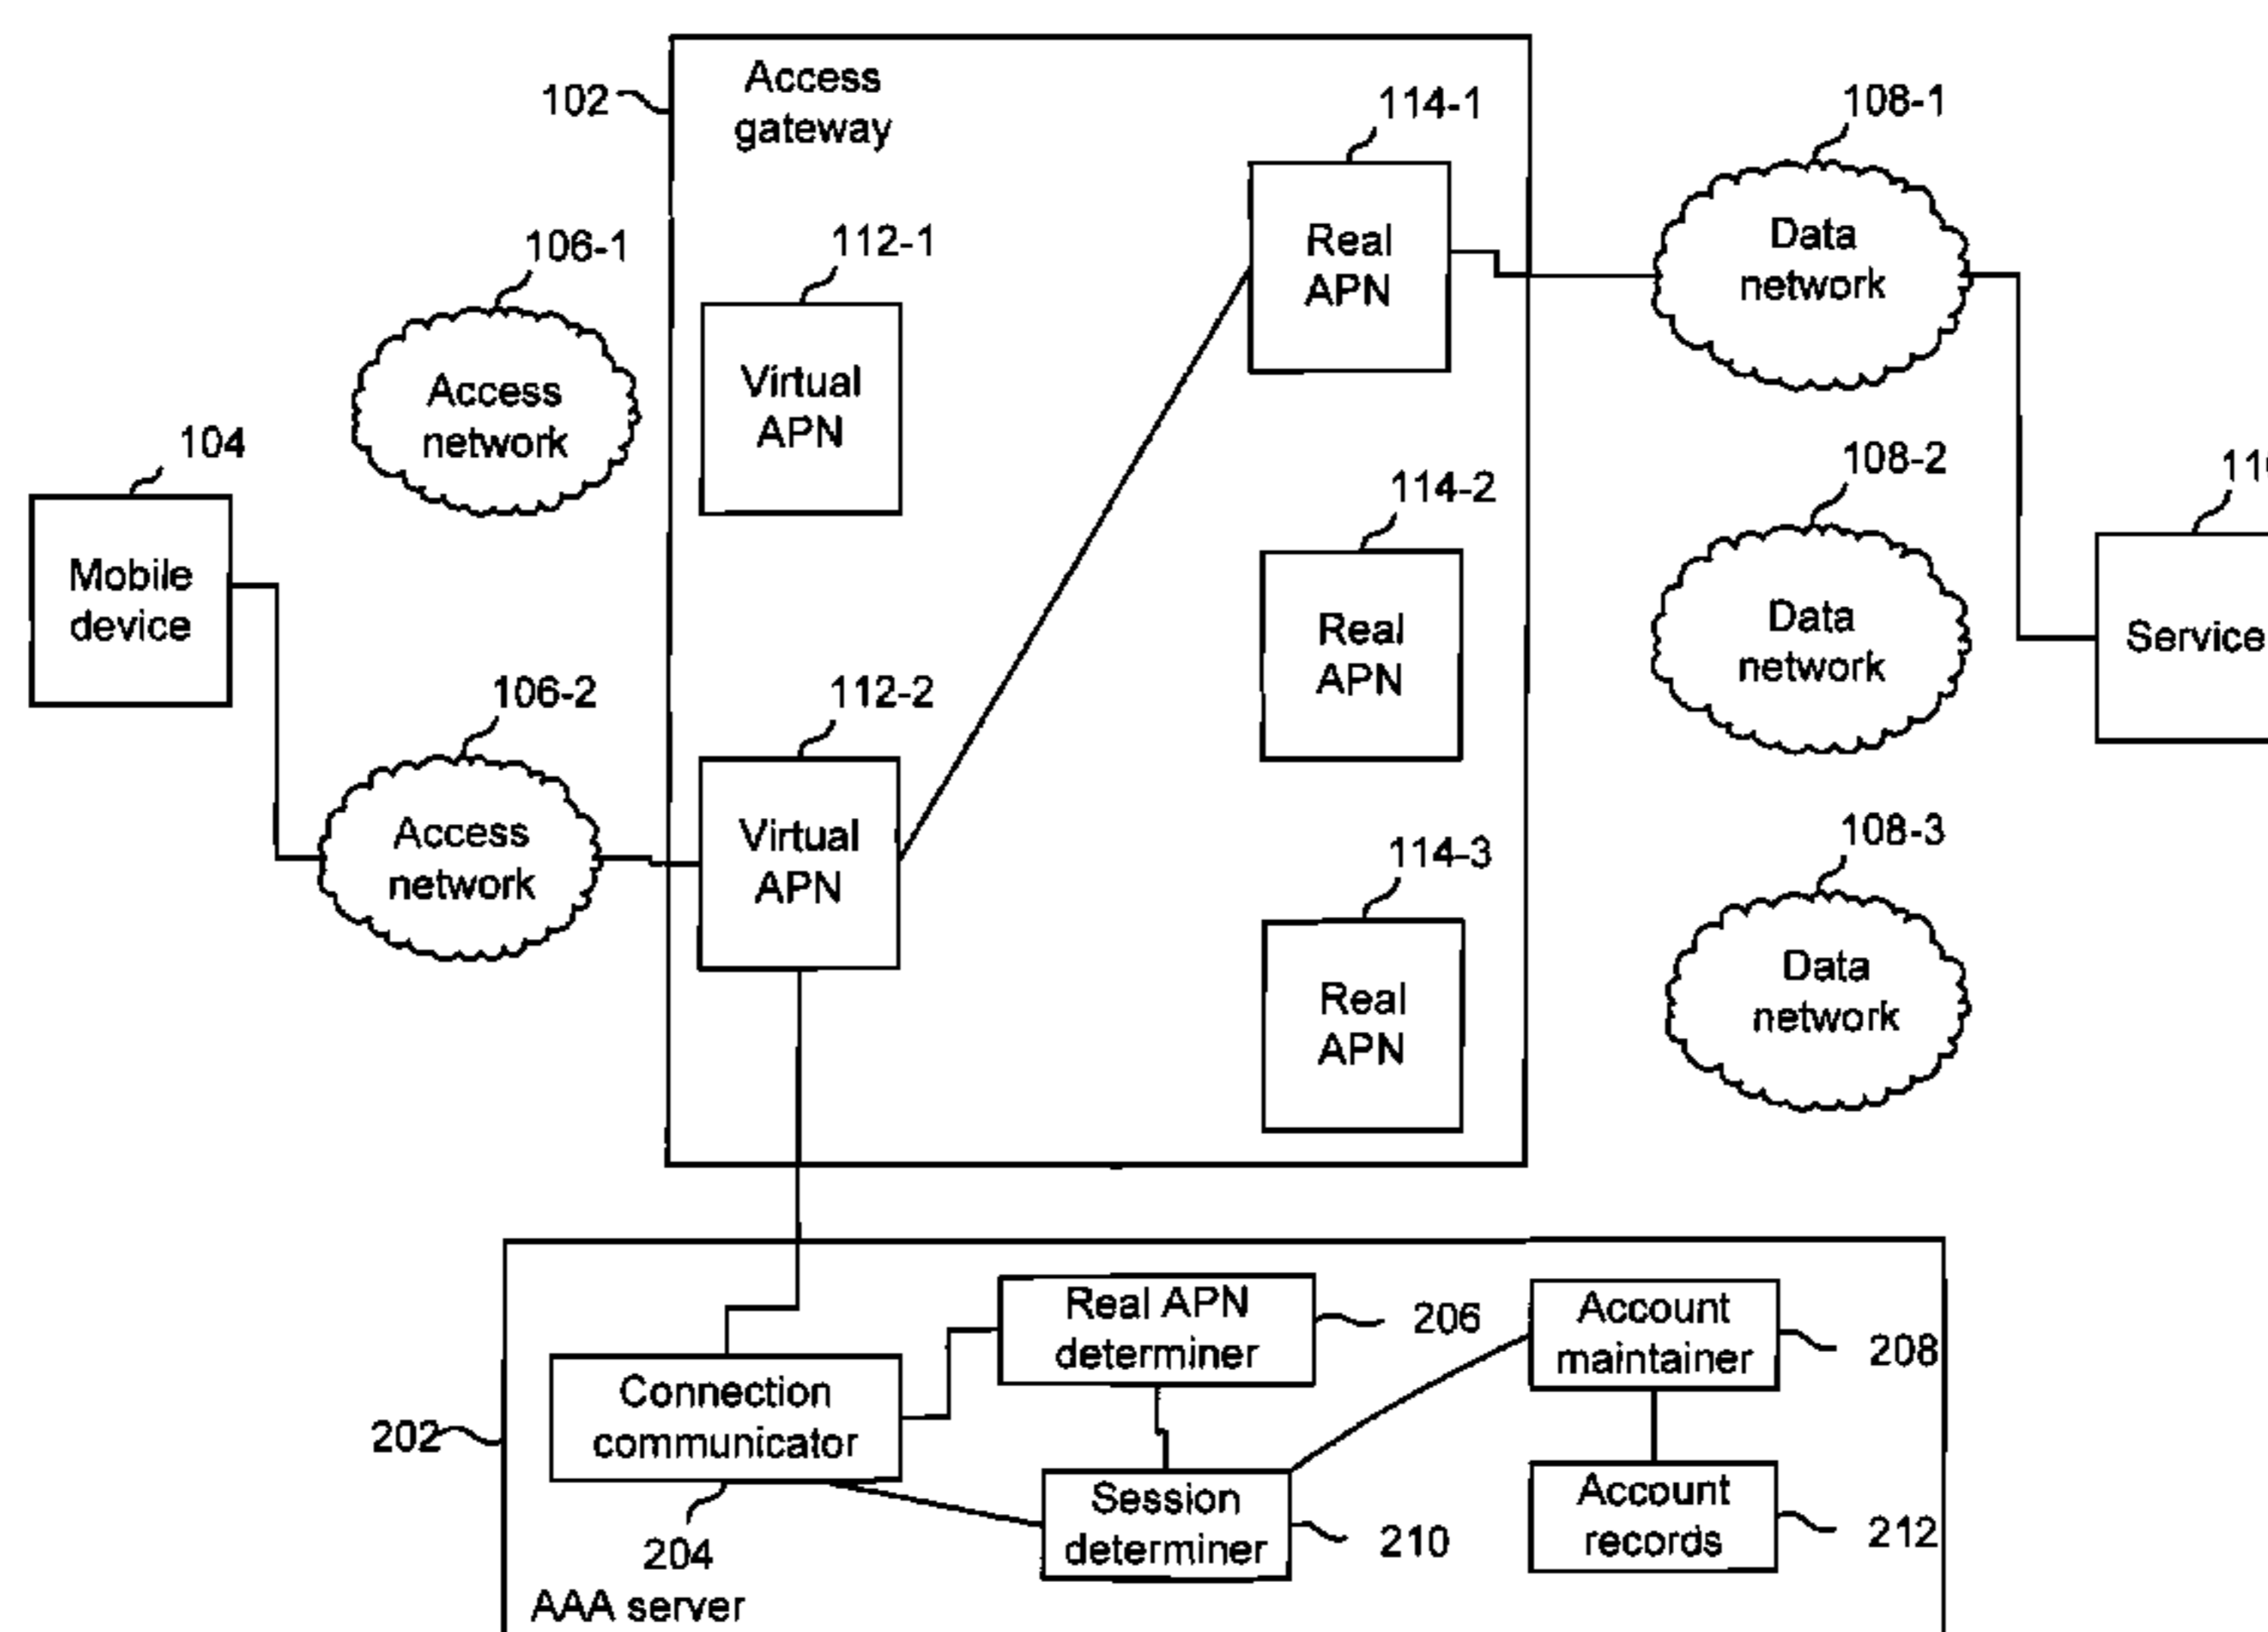 Access
gateway
102
114-1
108-1
Real
APN
Data
network
106-1
112-1
Access
network
Virtual
APN
104
Mobile
device
114-2
108-2
Real
APN
Data
network
Service
106-2
112-2
Access
network
Virtual
APN
114-3
108-3
Real
APN
Data
network
Real APN
determiner
206
Account
maintainer
208
Connection
communicator
202
204
Session
determiner
210
Account
records
212
AAA server